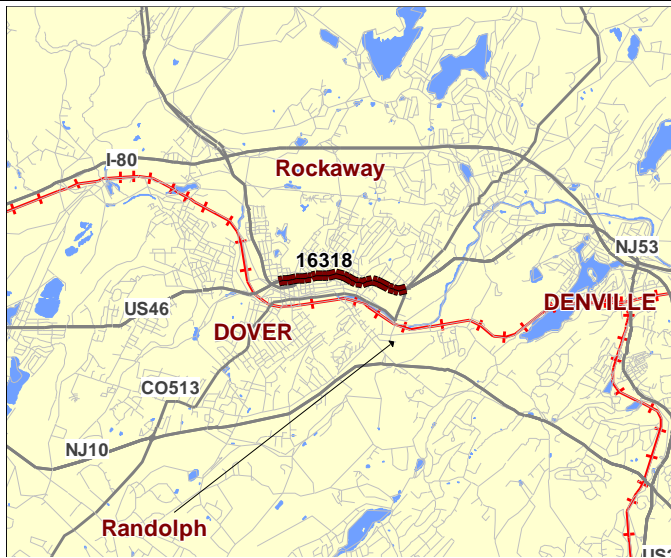 I-80
Rockaway
NJ53
16318
US46
DOVER
DENVILLE
CO513
NJ10
Randolph